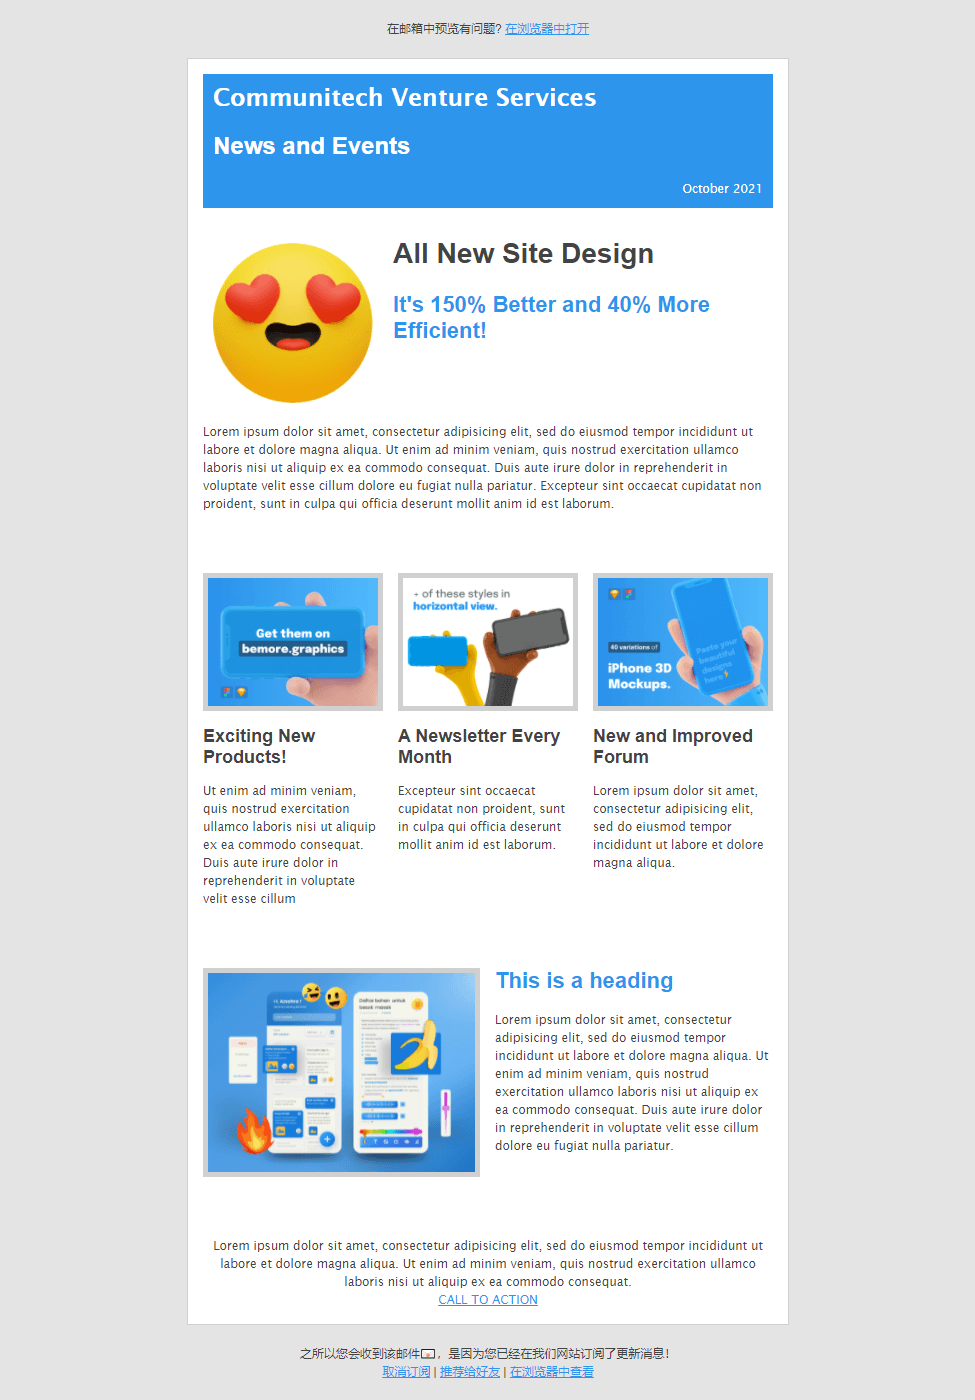 在邮箱中预览有问题? 在浏览器中打开
Communitech Venture Services
News and Events
October 2021
All New Site Design
It's 150% Better and 40% More
Efficient!
Lorem ipsum dolor sit amet, consectetur adipisicing elit, sed do eiusmod tempor incididunt ut
labore et dolore magna aliqua. Ut enim ad minim veniam, quis nostrud exercitation ullamco
laboris nisi ut aliquip ex ea commodo consequat. Duis aute irure dolor in reprehenderit in
voluptate velit esse cillum dolore eu fugiat nulla pariatur. Excepteur sint occaecat cupidatat non
proident, sunt in culpa qui officia deserunt mollit anim id est laborum.
Get them on
bemore.graphics
Exciting New
Products!
Ut enim ad minim veniam,
quis nostrud exercitation
ullamco laboris nisi ut aliquip
ex ea commodo consequat.
Duis aute irure dolor in
reprehenderit in voluptate
velit esse cillum
+ of these styles in
horizontal view.
A Newsletter Every
Month
Excepteur sint occaecat
cupidatat non proident, sunt
in culpa qui officia deserunt
mollit anim id est laborum.
40 variations of
iPhone 3D
Mockups.
Paste your
beautiful
designs
here
New and Improved
Forum
Lorem ipsum dolor sit amet,
consectetur adipisicing elit,
sed do eiusmod tempor
incididunt ut labore et dolore
magna aliqua.
This is a heading
Lorem ipsum dolor sit amet, consectetur
adipisicing elit, sed do eiusmod tempor
incididunt ut labore et dolore magna aliqua. Ut
enim ad minim veniam, quis nostrud
exercitation ullamco laboris nisi ut aliquip ex
ea commodo consequat. Duis aute irure dolor
in reprehenderit in voluptate velit esse cillum
dolore eu fugiat nulla pariatur.
Lorem ipsum dolor sit amet, consectetur adipisicing elit, sed do eiusmod tempor incididunt ut
labore et dolore magna aliqua. Ut enim ad minim veniam, quis nostrud exercitation ullamco
laboris nisi ut aliquip ex ea commodo consequat.
CALL TO ACTION
之所以您会收到该邮件📧，是因为您已经在我们网站订阅了更新消息！
取消订阅 | 推荐给好友 | 在浏览器中查看